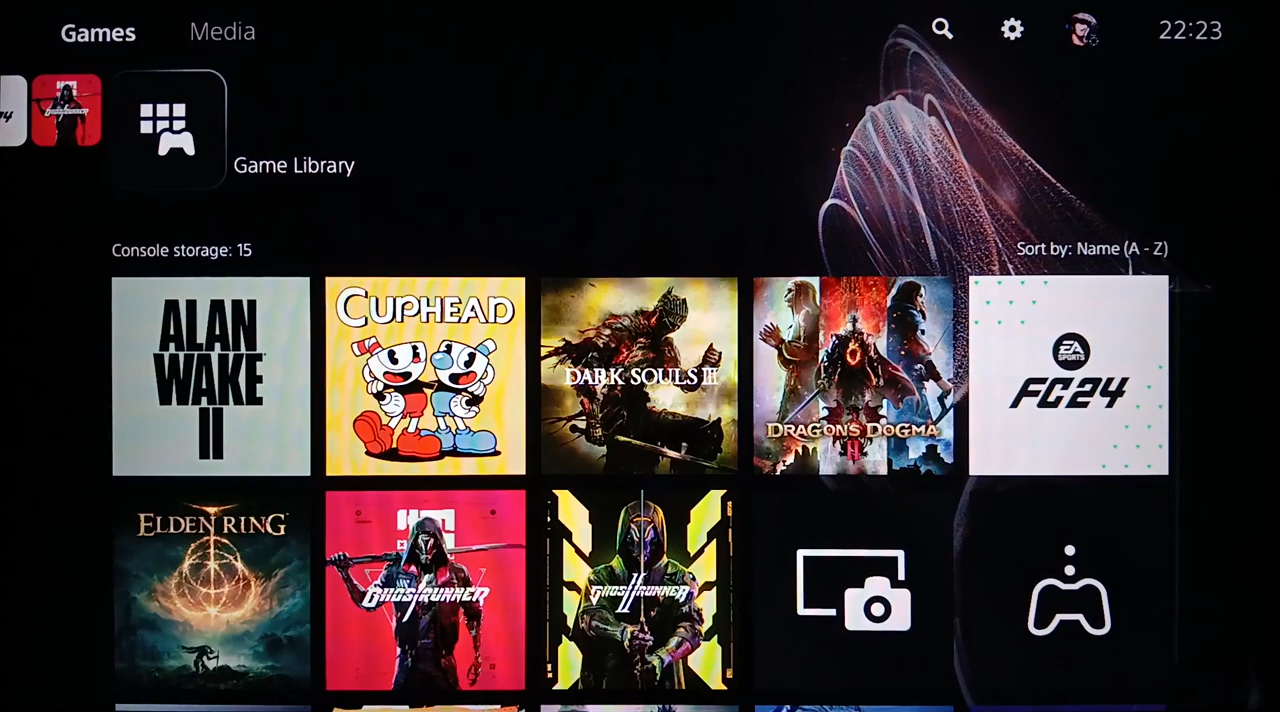 Games
Media
22:23
GHOSTRUNNER
Game Library
Console storage: 15
Sort by: Name (A - Z)
ALAN
WAKE
II
CUPHEAD
DARK SOULS III
DRAGON'S DOGMA
II
EA
SPORTS
FC24
ELDEN RING
GHOSTRUNNER
GHOSTRUNNER
II